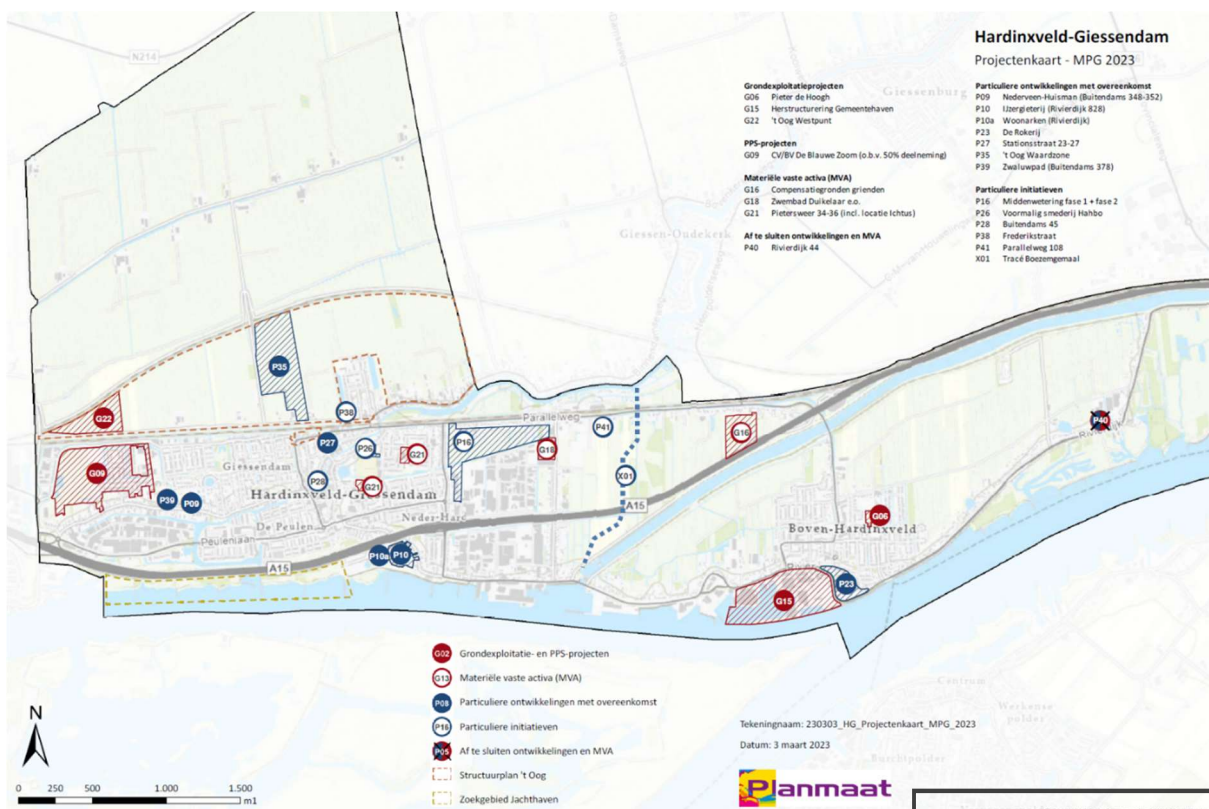 Hardinxveld-Giessendam
Projectenkaart - MPG 2023
Grondexploitatieprojecten
G06 Pieter de Hoogh
G15 Herstructurering Gemeentehaven
G22 't Oog Westpunt
PPS-projecten
G09 CV/BV De Blauwe Zoom (o.b.v. 50% deelneming)
Materiële vaste activa (MVA)
G16 Compensatiegronden grienden
G18 Zwembad Duikelaar e.o.
G21 Pietersweer 34-36 (incl. locatie Ichtus)
Af te sluiten ontwikkelingen en MVA
P40 Rivierdijk 44
Particuliere ontwikkelingen met overeenkomst
P09 Nederveen-Huisman (Buitendams 348-352)
P10 IJzergieterij (Rivierdijk 828)
P10a Woonarken (Rivierdijk)
P23 De Rokerij
P27 Stationsstraat 23-27
P35 't Oog Waardzone
P39 Zwaluwpad (Buitendams 378)
Particuliere initiatieven
P16 Middenwetering fase 1 + fase 2
P26 Voormalig smederij Hahbo
P28 Buitendams 45
P38 Frederikstraat
P41 Parallelweg 108
X01 Tracé Boezemgemaal
N214
Giessenburg
Giessen-Oudekerk
P35
P38
G22
Parallelweg
P41
P27
P26
G21
P16
G18
G16
P40
G09
Giessendam
P28
G21
X01
Hardinxveld-Giessendam
P39
P09
De Peulen
Neder-Har
A15
G06
Peulenlaan
Boven-Hardinxveld
P10a
P10
A15
P23
G15
G02 Grondexploitatie- en PPS-projecten
G13 Materiële vaste activa (MVA)
P08 Particuliere ontwikkelingen met overeenkomst
P16 Particuliere initiatieven
P05 Af te sluiten ontwikkelingen en MVA
Structuurplan 't Oog
Zoekgebied Jachthaven
Centrum
Werkense
polder
Burchtpolder
Tekeningnaam: 230303_HG_Projectenkaart_MPG_2023
Datum: 3 maart 2023
Planmaat
N
0 250 500 1.000 1.500
m1